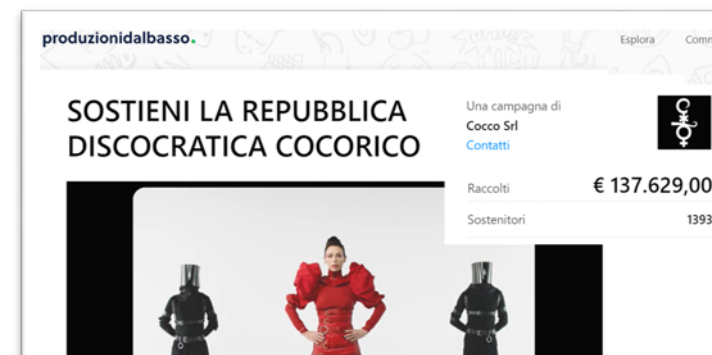 produzionidalbasso.
Esplora
SOSTIENI LA REPUBBLICA
DISCOCRATICA COCORICO
Una campagna di
Cocco Srl
Contatti
Raccolti € 137.629,00
Sostenitori 1393